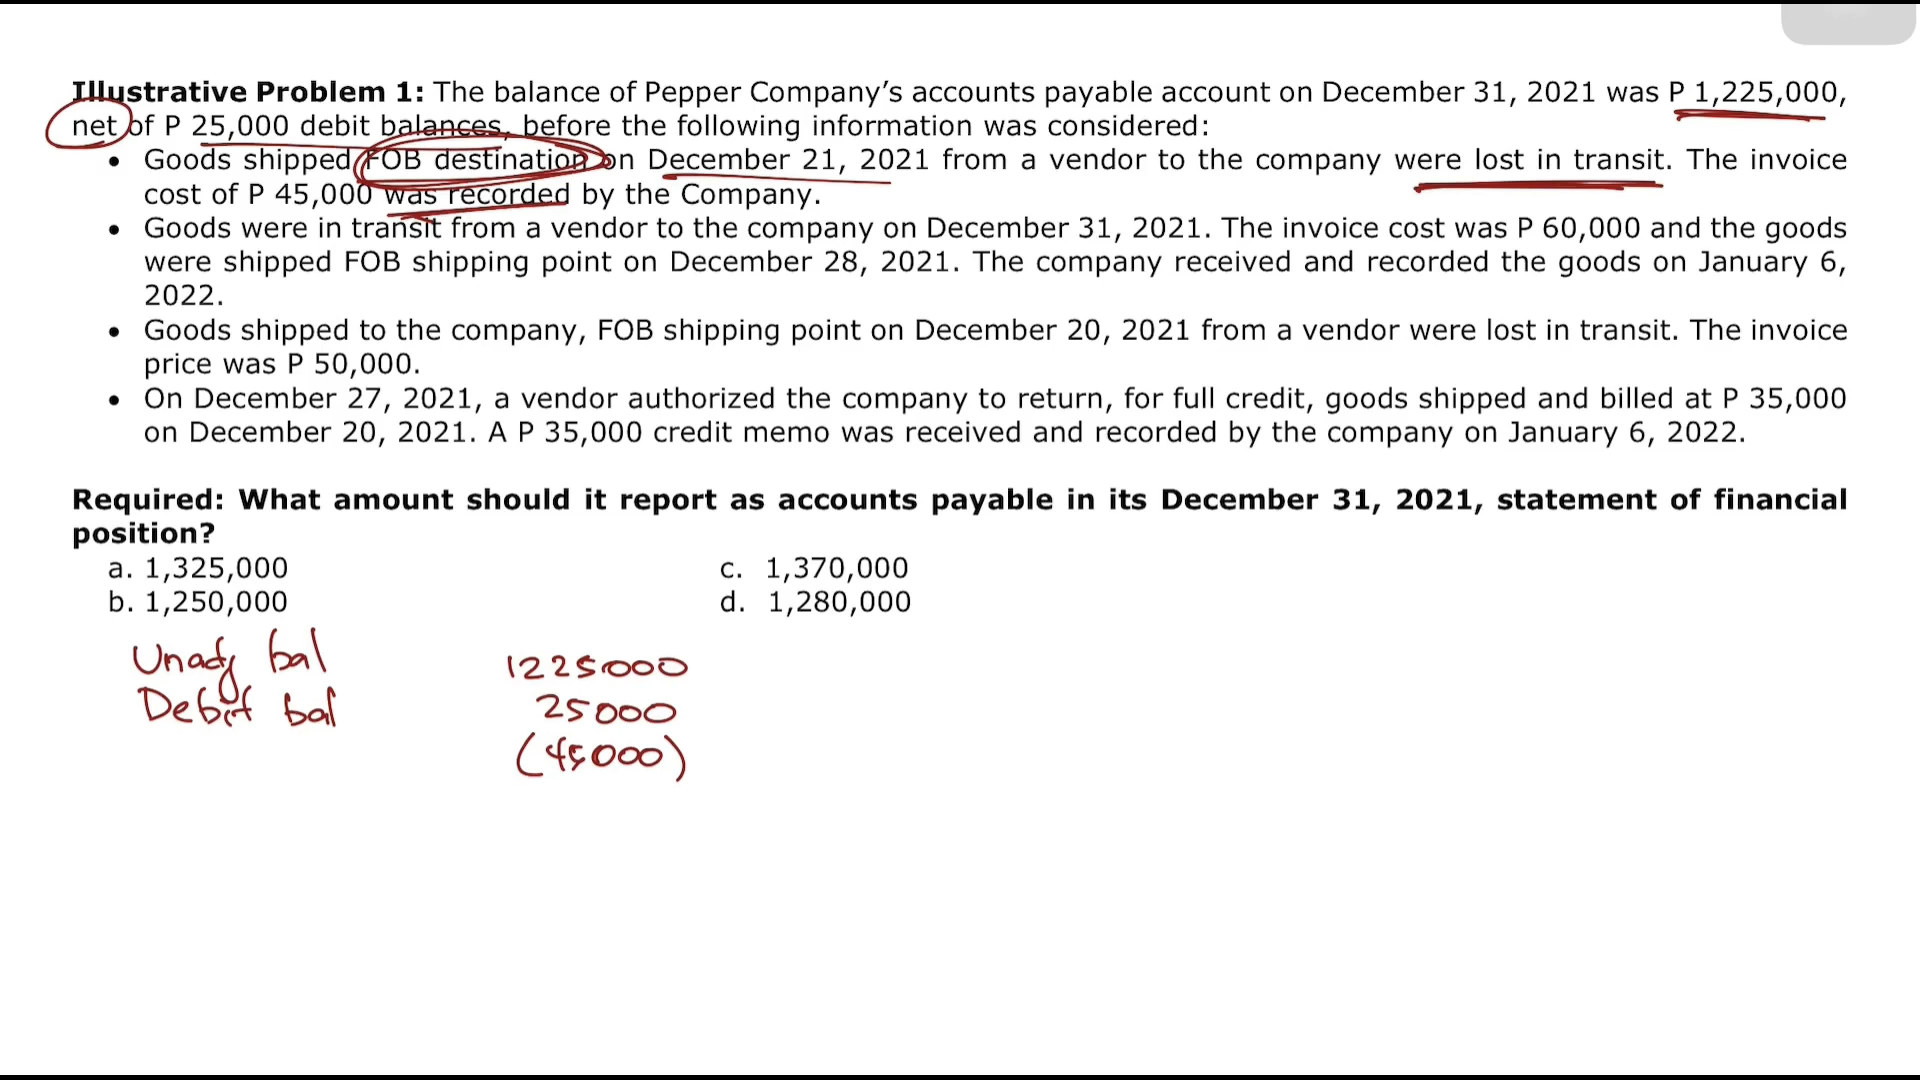 Illustrative Problem 1: The balance of Pepper Company's accounts payable account on December 31, 2021 was P 1,225,000,
net of P 25,000 debit balances, before the following information was considered:
• Goods shipped FOB destination on December 21, 2021 from a vendor to the company were lost in transit. The invoice
cost of P 45,000 was recorded by the Company.
• Goods were in transit from a vendor to the company on December 31, 2021. The invoice cost was P 60,000 and the goods
were shipped FOB shipping point on December 28, 2021. The company received and recorded the goods on January 6,
2022.
• Goods shipped to the company, FOB shipping point on December 20, 2021 from a vendor were lost in transit. The invoice
price was P 50,000.
• On December 27, 2021, a vendor authorized the company to return, for full credit, goods shipped and billed at P 35,000
on December 20, 2021. A P 35,000 credit memo was received and recorded by the company on January 6, 2022.
Required: What amount should it report as accounts payable in its December 31, 2021, statement of financial
position?
a. 1,325,000 c. 1,370,000
b. 1,250,000 d. 1,280,000
Unadj bal 1225000
Debit bal 25000
(45000)